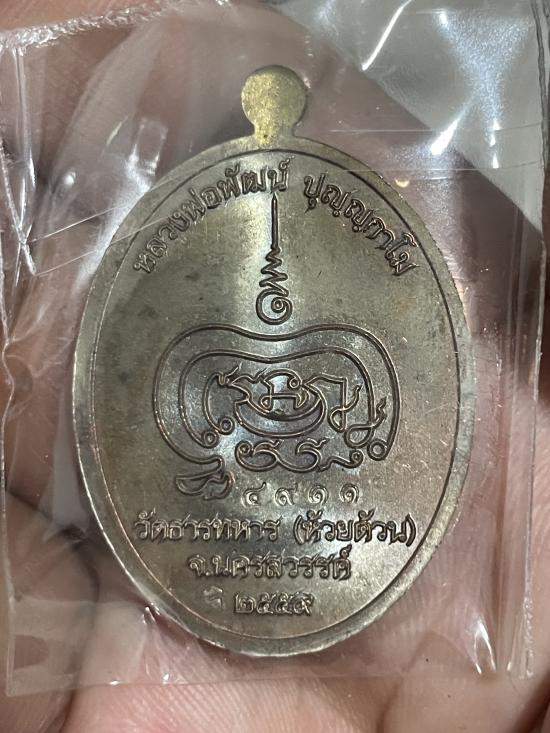 หลวงพ่อพัฒน์ ปุญฺญกาโม
๔๙๑๑
วัดธารทหาร (ห้วยด้วน)
จ.นครสวรรค์
ปี ๒๕๕๙